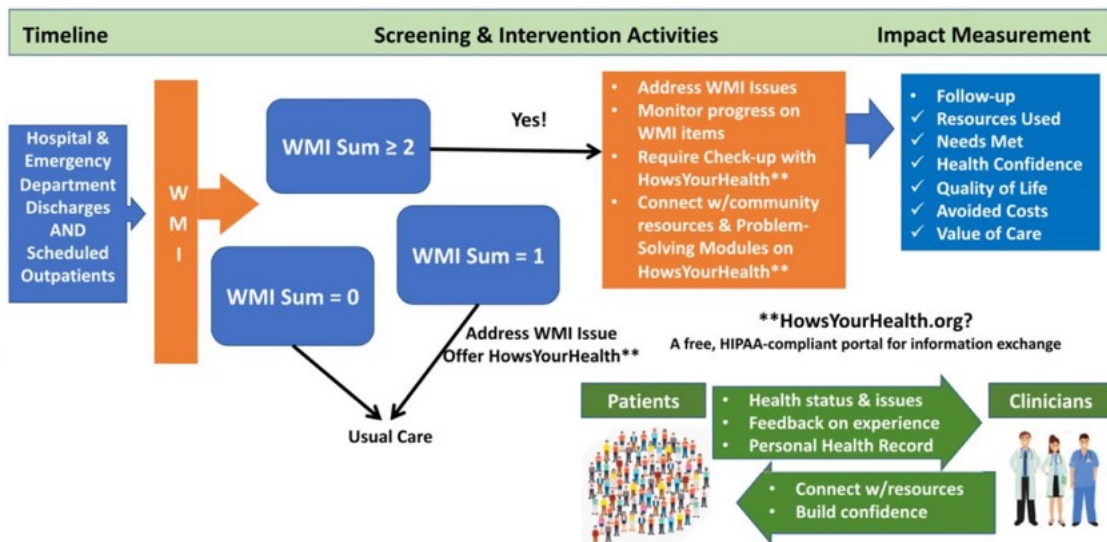 Timeline
Screening & Intervention Activities
Impact Measurement
Hospital &
Emergency
Department
Discharges
AND
Scheduled
Outpatients
W
M
I
WMI Sum ≥ 2
WMI Sum = 0
WMI Sum = 1
Yes!
Address WMI Issue
Offer HowsYourHealth**
Usual Care
• Address WMI Issues
• Monitor progress on
WMI items
• Require Check-up with
HowsYourHealth**
• Connect w/community
resources & Problem-
Solving Modules on
HowsYourHealth**
• Follow-up
✓ Resources Used
✓ Needs Met
✓ Health Confidence
✓ Quality of Life
✓ Avoided Costs
✓ Value of Care
**HowsYourHealth.org?
A free, HIPAA-compliant portal for information exchange
Patients
• Health status & issues
• Feedback on experience
• Personal Health Record
Clinicians
• Connect w/resources
• Build confidence